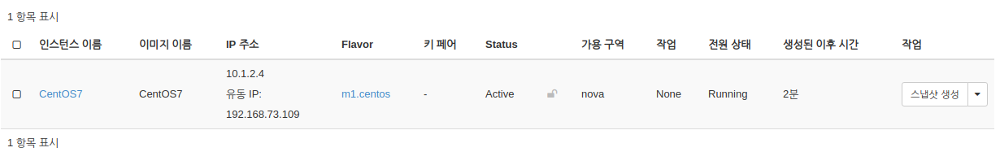 1 항목 표시
인스턴스 이름 이미지 이름 IP 주소 Flavor 키 페어 Status 가용 구역 작업 전원 상태 생성된 이후 시간 작업
10.1.2.4
CentOS7 CentOS7 유동 IP: m1.centos - Active nova None Running 2분 스냅샷 생성
192.168.73.109
1 항목 표시